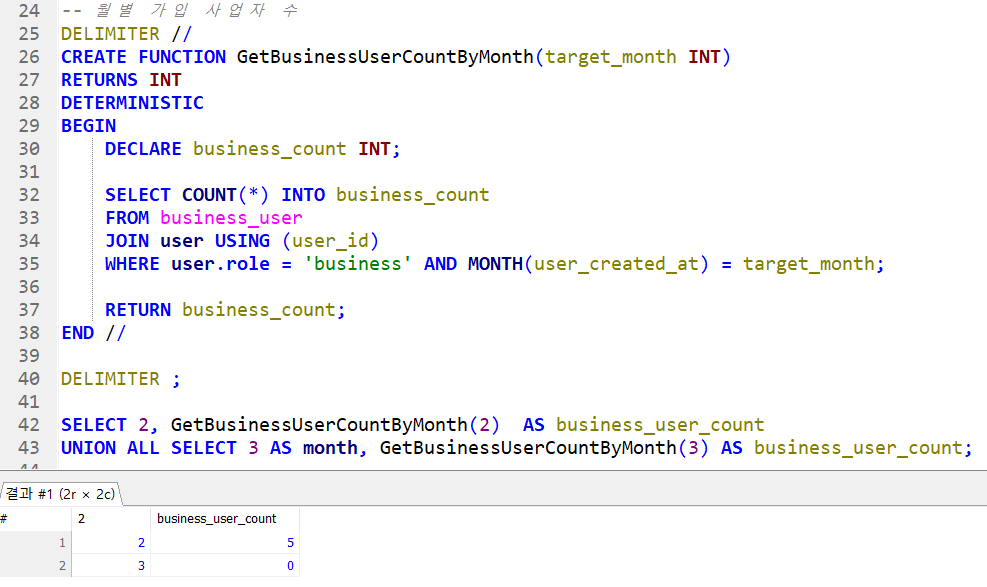 24 -- 월별 가입 사업자 수
25 DELIMITER //
26 CREATE FUNCTION GetBusinessUserCountByMonth(target_month INT)
27 RETURNS INT
28 DETERMINISTIC
29 BEGIN
30 DECLARE business_count INT;
31
32 SELECT COUNT(*) INTO business_count
33 FROM business_user
34 JOIN user USING (user_id)
35 WHERE user.role = 'business' AND MONTH(user_created_at) = target_month;
36
37 RETURN business_count;
38 END //
39
40 DELIMITER ;
41
42 SELECT 2, GetBusinessUserCountByMonth(2)  AS business_user_count
43 UNION ALL SELECT 3 AS month, GetBusinessUserCountByMonth(3) AS business_user_count;
44
결과 #1 (2r × 2c)
# 2 business_user_count
1 2 5
2 3 0